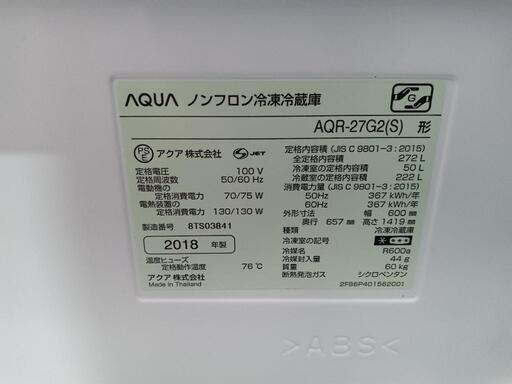 AQUA ノンフロン冷凍冷蔵庫
G
AQR-27G2(S) 形
PS E アクア株式会社 S JET
定格電圧 100 V
定格周波数 50/60 Hz
電動機の
定格消費電力 70/75 W
電熱装置の
定格消費電力 130/130 W
製造番号 8TS03841
2018 年製
温度ヒューズ
定格動作温度 76℃
アクア株式会社
Made in Thailand
定格内容積 (JIS C 9801-3:2015)
全定格内容積 272 L
冷凍室の定格内容積 50 L
冷蔵室の定格内容積 222 L
消費電力量 (JIS C 9801-3:2015)
50Hz 367 kWh/年
60Hz 367 kWh/年
外形寸法 幅 600 mm
奥行 657 mm 高さ 1419 mm
種類 冷凍冷蔵庫
冷凍室の記号
冷媒名 R600a
冷媒封入量 44 g
質量 60 kg
断熱発泡ガス シクロペンタン
2FB6P401562001
>ABS<